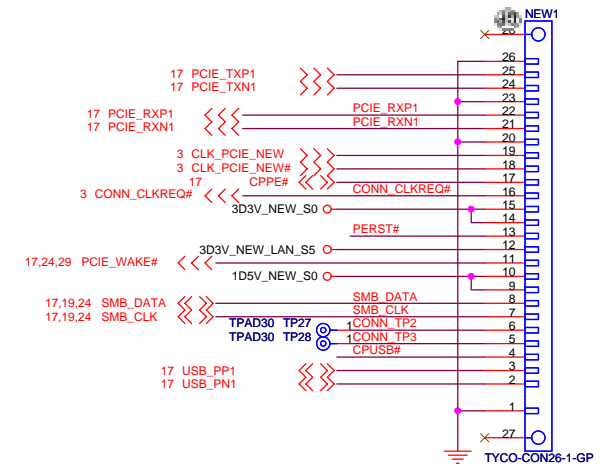 NEW1
28
26
17 PCIE_TXP1 25
17 PCIE_TXN1 24
23
17 PCIE_RXP1 PCIE_RXP1 22
17 PCIE_RXN1 PCIE_RXN1 21
20
3 CLK_PCIE_NEW 19
3 CLK_PCIE_NEW# 18
17 CPPE# 17
3 CONN_CLKREQ# CONN_CLKREQ# 16
3D3V_NEW_S0 15
14
PERST# 13
3D3V_NEW_LAN_S5 12
17,24,29 PCIE_WAKE# 11
1D5V_NEW_S0 10
9
17,19,24 SMB_DATA SMB_DATA 8
17,19,24 SMB_CLK SMB_CLK 7
TPAD30 TP27 1 CONN_TP2 6
TPAD30 TP28 1 CONN_TP3 5
CPUSB# 4
17 USB_PP1 3
17 USB_PN1 2
1
27
TYCO-CON26-1-GP